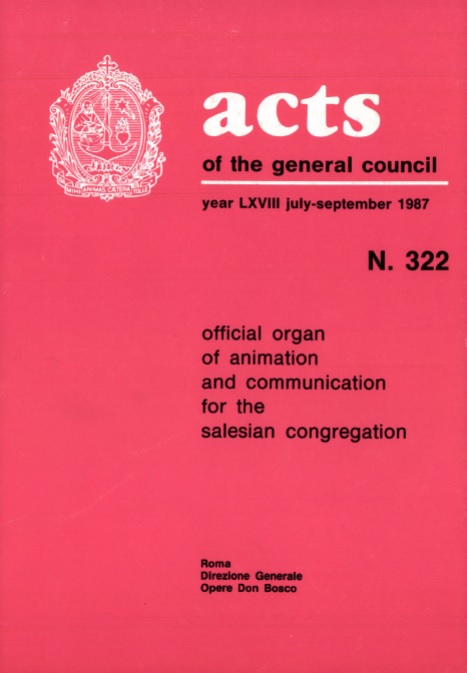 acts
of the general council
year LXVIII july-september 1987
N. 322
official organ
of animation
and communication
for the
salesian congregation
Roma
Direzione Generale
Opere Don Bosco